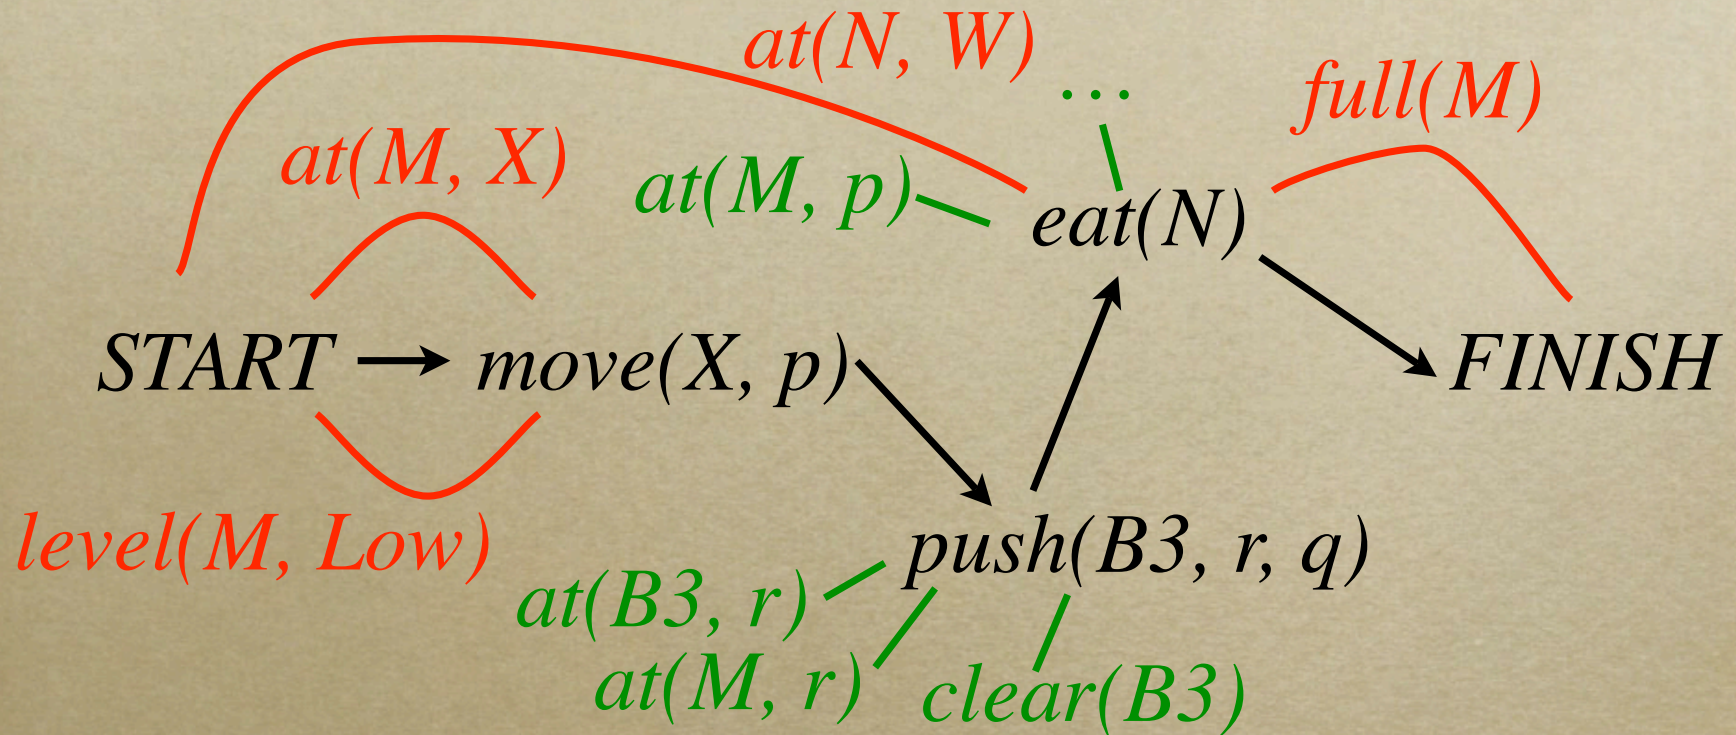 at(N, W)
...
full(M)
at(M, X)
at(M, p)
eat(N)
START
move(X, p)
FINISH
level(M, Low)
push(B3, r, q)
at(B3, r)
at(M, r)
clear(B3)